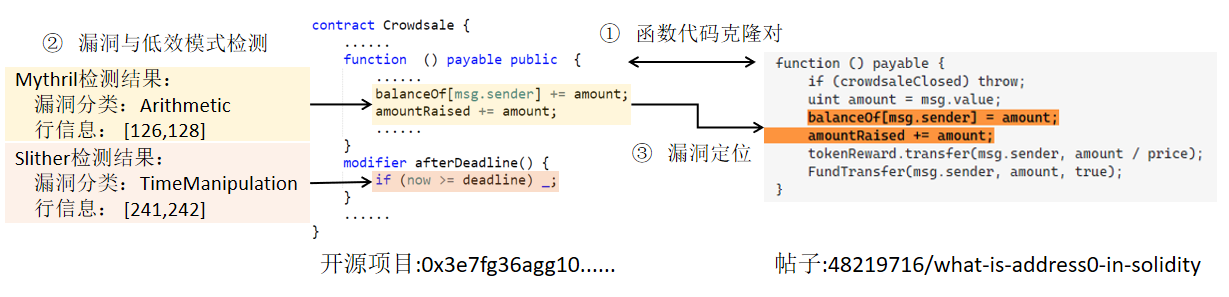 ② 漏洞与低效模式检测
Mythril检测结果：
漏洞分类：Arithmetic
行信息： [126,128]
Slither检测结果：
漏洞分类：TimeManipulation
行信息： [241,242]
contract Crowdsale {
......
function () payable public {
......
balanceOf[msg.sender] += amount;
amountRaised += amount;
......
}
modifier afterDeadline() {
if (now >= deadline) _;
}
......
}
开源项目:0x3e7fg36agg10......
① 函数代码克隆对
③ 漏洞定位
function () payable {
if (crowdsaleClosed) throw;
uint amount = msg.value;
balanceOf[msg.sender] = amount;
amountRaised += amount;
tokenReward.transfer(msg.sender, amount / price);
FundTransfer(msg.sender, amount, true);
}
帖子:48219716/what-is-address0-in-solidity